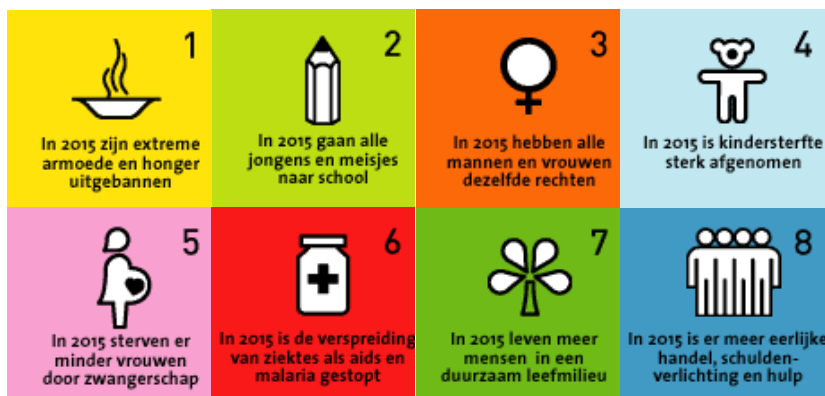 1
In 2015 zijn extreme
armoede en honger
uitgebannen
2
In 2015 gaan alle
jongens en meisjes
naar school
3
In 2015 hebben alle
mannen en vrouwen
dezelfde rechten
4
In 2015 is kindersterfte
sterk afgenomen
5
In 2015 sterven er
minder vrouwen
door zwangerschap
6
In 2015 is de verspreiding
van ziektes als aids en
malaria gestopt
7
In 2015 leven meer
mensen in een
duurzaam leefmilieu
8
In 2015 is er meer eerlijke
handel, schulden-
verlichting en hulp